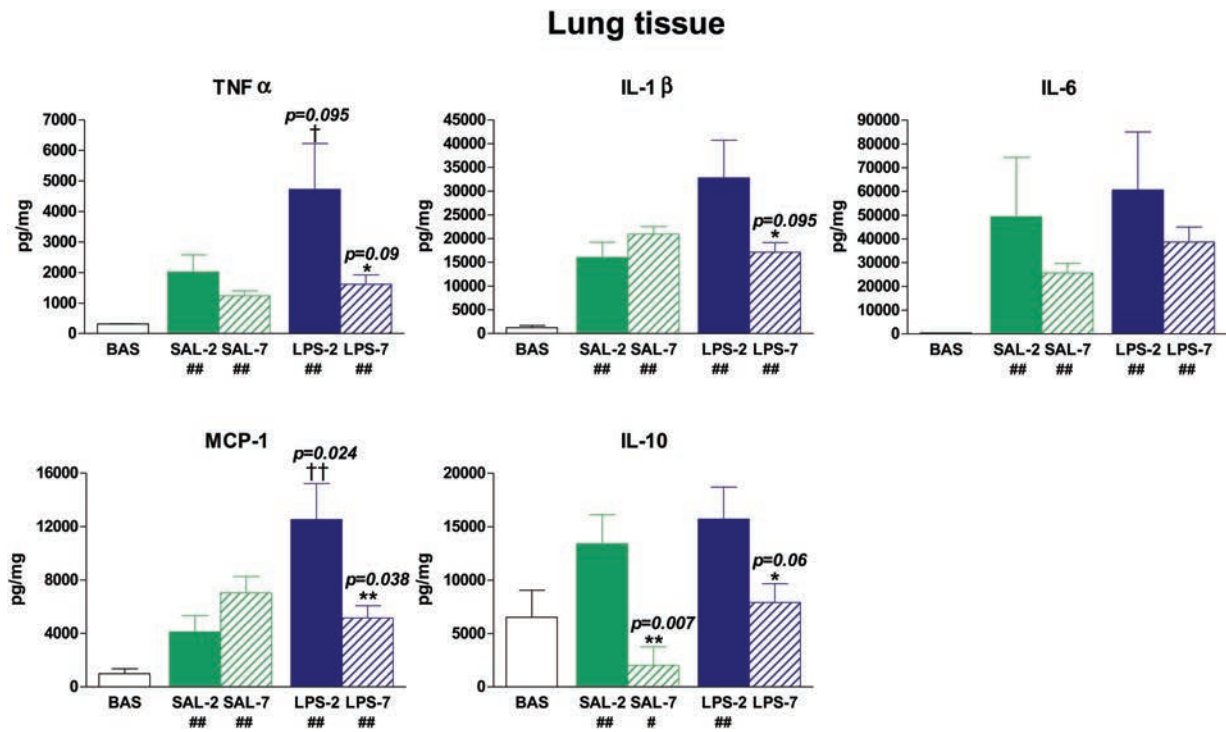 Lung tissue
TNF α
p=0.095
†
7000
6000
5000
4000
3000
2000
1000
0
pg/mg
p=0.09
*
BAS SAL-2 SAL-7 LPS-2 LPS-7
## ## ## ##
IL-1 β
45000
40000
35000
30000
25000
20000
15000
10000
5000
0
pg/mg
p=0.095
*
BAS SAL-2 SAL-7 LPS-2 LPS-7
## ## ## ##
IL-6
90000
80000
70000
60000
50000
40000
30000
20000
10000
0
pg/mg
BAS SAL-2 SAL-7 LPS-2 LPS-7
## ## ## ##
MCP-1
p=0.024
††
16000
12000
8000
4000
0
pg/mg
p=0.038
**
BAS SAL-2 SAL-7 LPS-2 LPS-7
## ## ## ##
IL-10
20000
15000
10000
5000
0
pg/mg
p=0.06
*
p=0.007
**
BAS SAL-2 SAL-7 LPS-2 LPS-7
## # ##